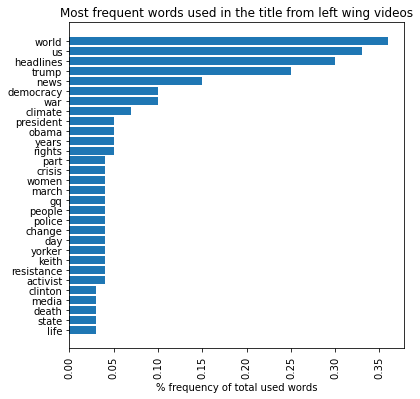 Most frequent words used in the title from left wing videos
world
us
headlines
trump
news
democracy
war
climate
president
obama
years
rights
part
crisis
women
march
gq
people
police
change
day
yorker
keith
resistance
activist
clinton
media
death
state
life
0.00 0.05 0.10 0.15 0.20 0.25 0.30 0.35
% frequency of total used words